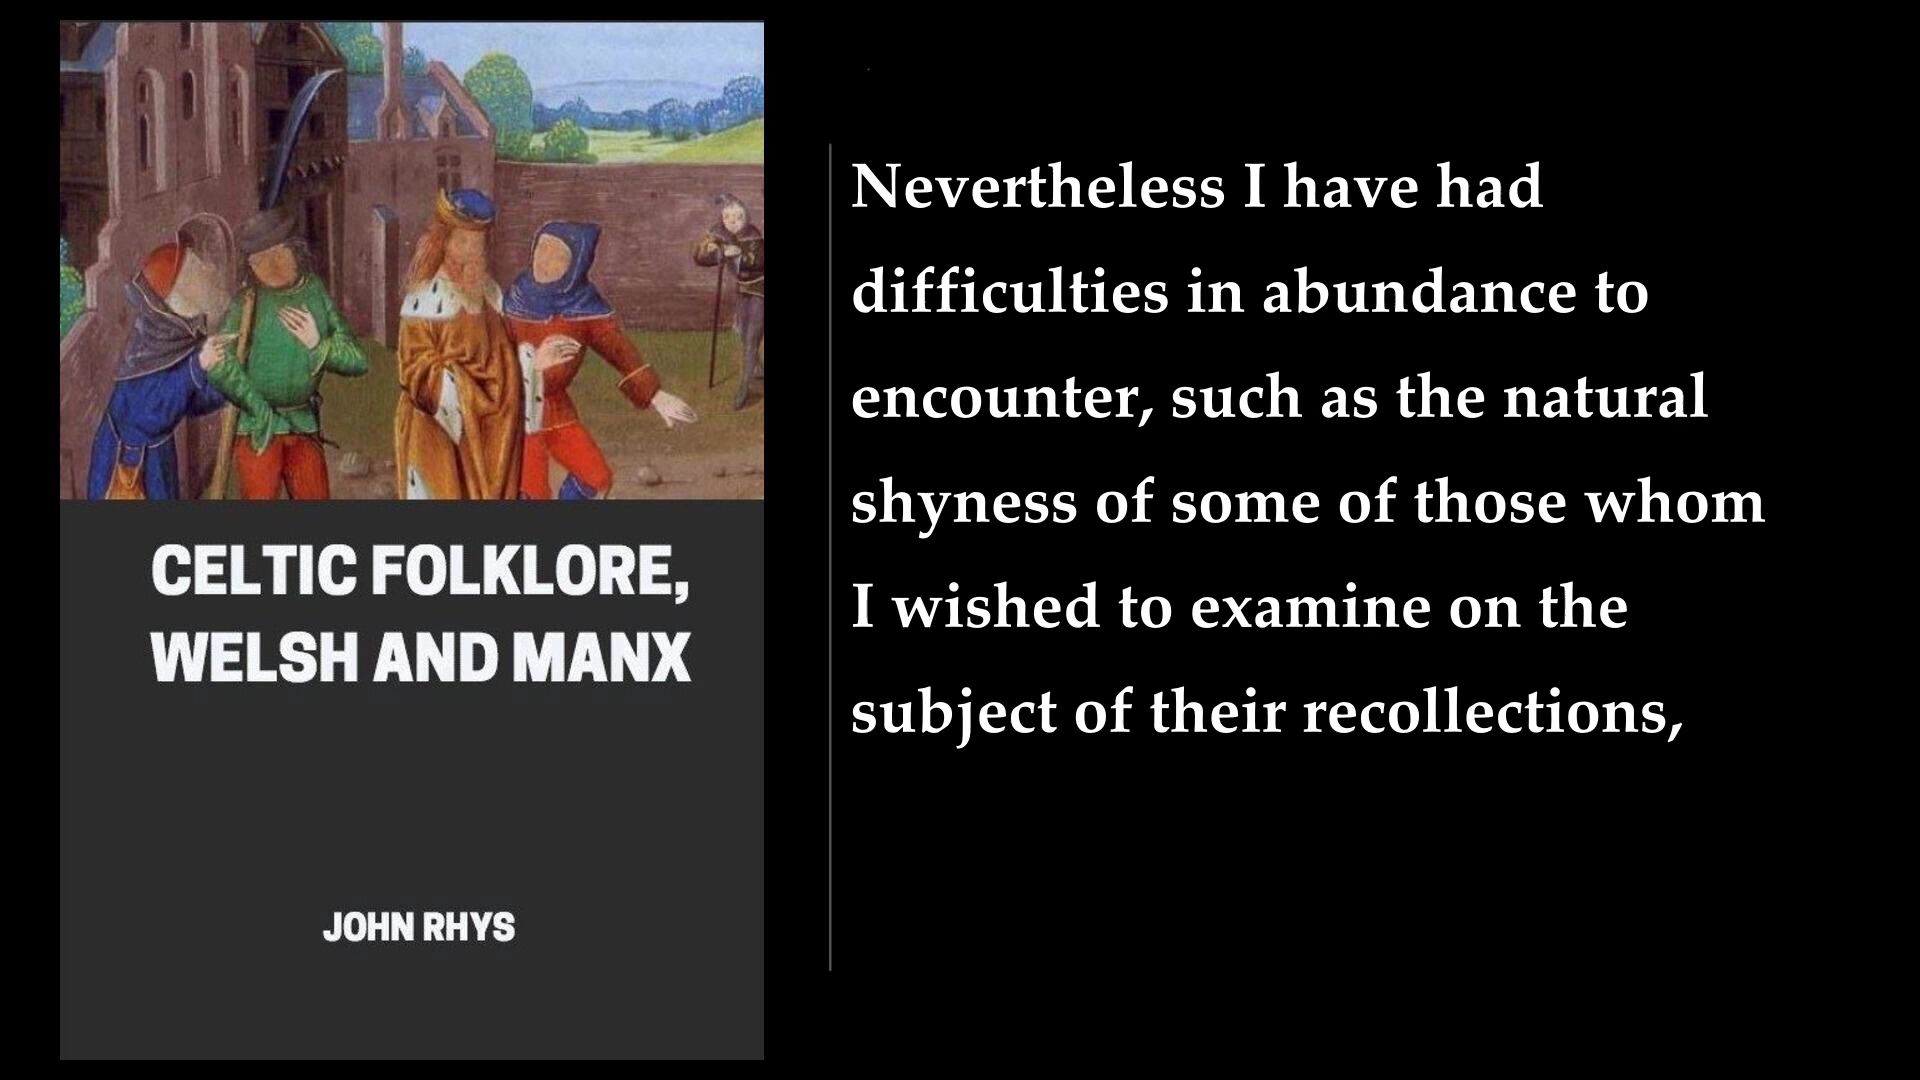 CELTIC FOLKLORE,
WELSH AND MANX
JOHN RHYS
Nevertheless I have had
difficulties in abundance to
encounter, such as the natural
shyness of some of those whom
I wished to examine on the
subject of their recollections,